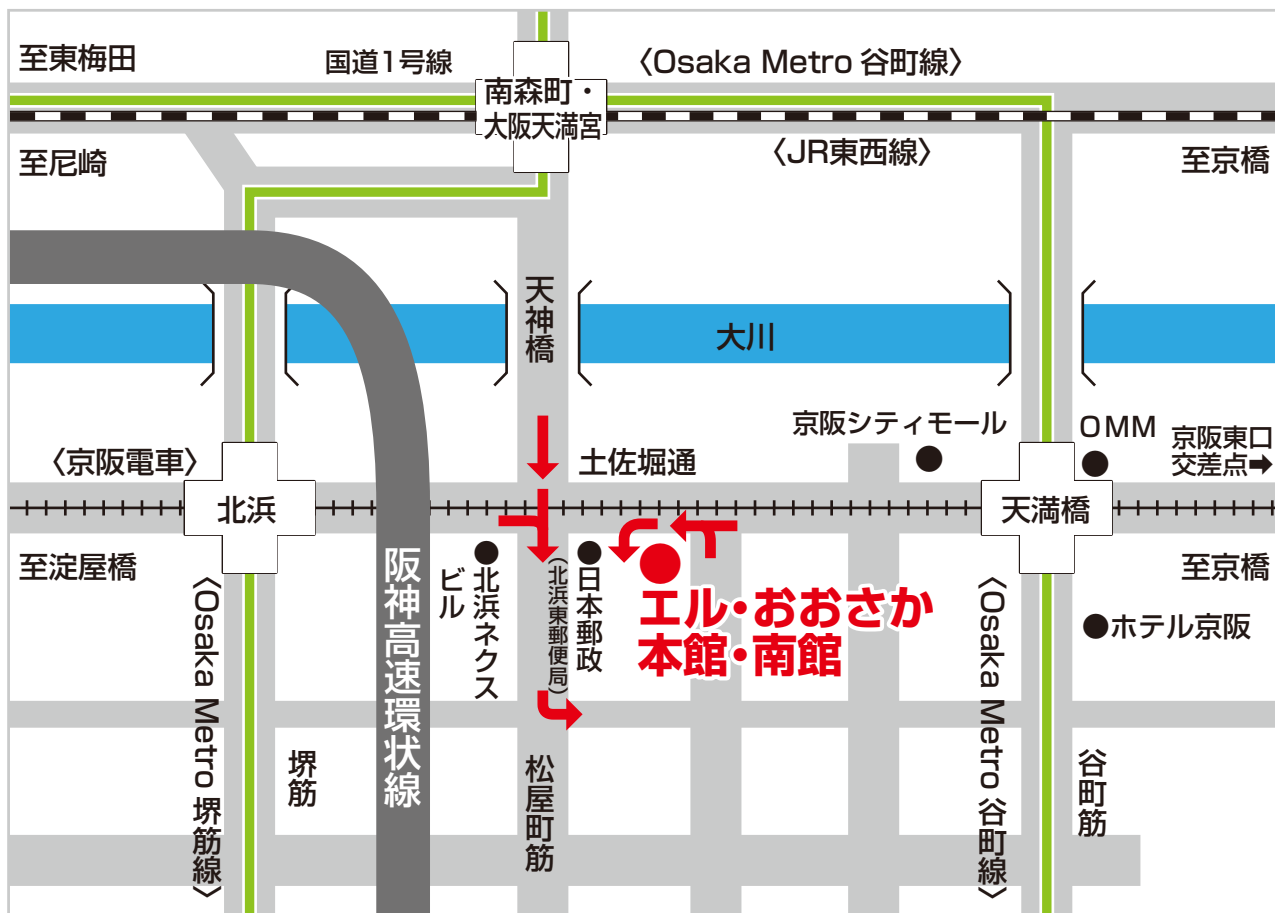 至東梅田
国道1号線
〈Osaka Metro 谷町線〉
南森町・
大阪天満宮
〈JR東西線〉
至尼崎
至京橋
天神橋
大川
京阪シティモール
OMM
京阪東口
交差点➡
〈京阪電車〉
土佐堀通
北浜
天満橋
至淀屋橋
至京橋
阪神高速環状線
北浜ネクス
ビル
(北浜東郵便局)
日本郵政
エル・おおさか
本館・南館
ホテル京阪
〈Osaka Metro 堺筋線〉
堺筋
松屋町筋
〈Osaka Metro 谷町線〉
谷町筋